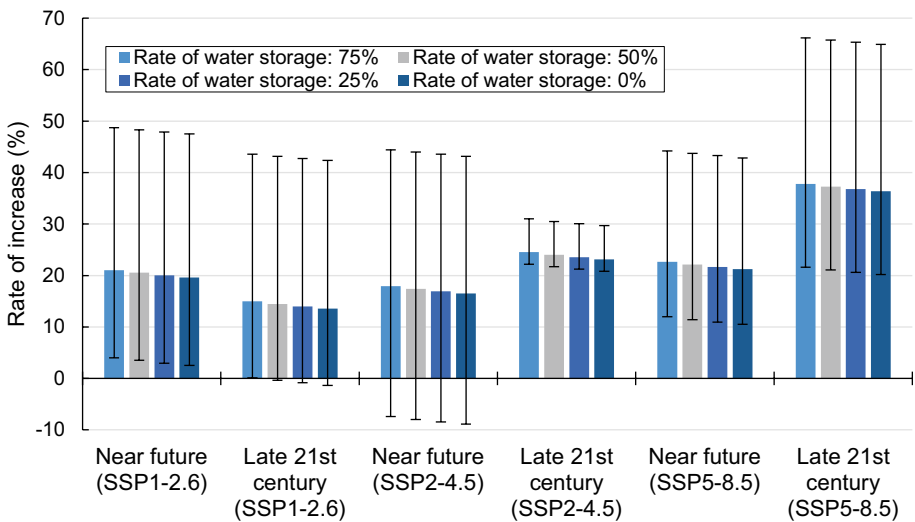 70
60
50
40
30
20
10
0
-10
Rate of increase (%)
Rate of water storage: 75%
Rate of water storage: 50%
Rate of water storage: 25%
Rate of water storage: 0%
Near future
(SSP1-2.6)
Late 21st
century
(SSP1-2.6)
Near future
(SSP2-4.5)
Late 21st
century
(SSP2-4.5)
Near future
(SSP5-8.5)
Late 21st
century
(SSP5-8.5)